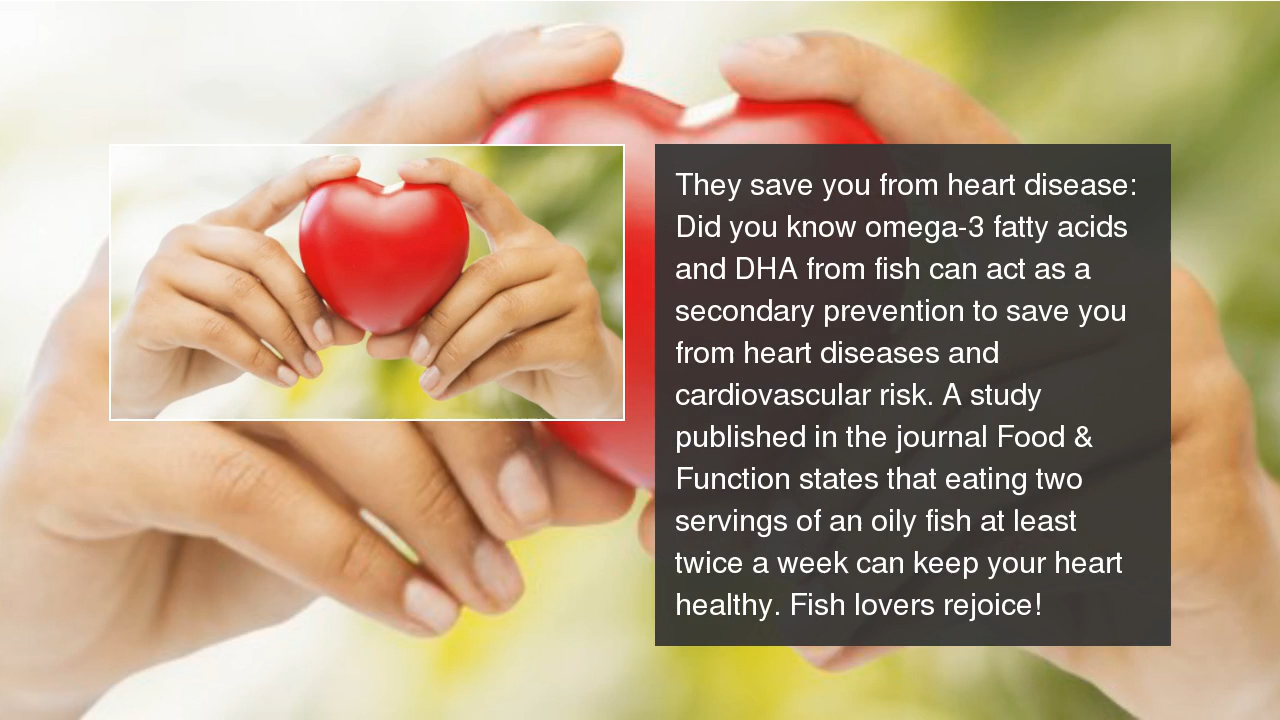 They save you from heart disease:
Did you know omega-3 fatty acids
and DHA from fish can act as a
secondary prevention to save you
from heart diseases and
cardiovascular risk. A study
published in the journal Food &
Function states that eating two
servings of an oily fish at least
twice a week can keep your heart
healthy. Fish lovers rejoice!